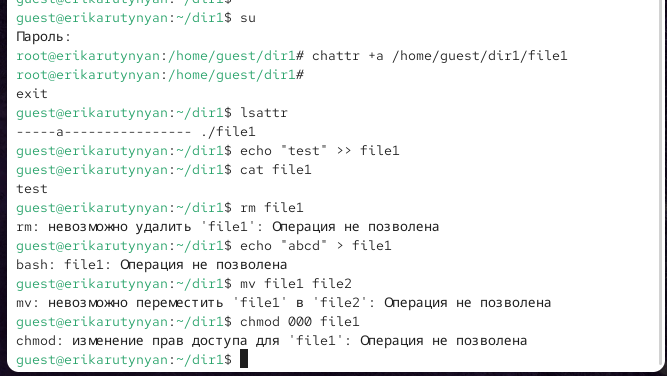 guest@erikarutynyan:~/dir1$ su
Пароль:
root@erikarutynyan:/home/guest/dir1# chattr +a /home/guest/dir1/file1
root@erikarutynyan:/home/guest/dir1#
exit
guest@erikarutynyan:~/dir1$ lsattr
-----a---------------- ./file1
guest@erikarutynyan:~/dir1$ echo "test" >> file1
guest@erikarutynyan:~/dir1$ cat file1
test
guest@erikarutynyan:~/dir1$ rm file1
rm: невозможно удалить 'file1': Операция не позволена
guest@erikarutynyan:~/dir1$ echo "abcd" > file1
bash: file1: Операция не позволена
guest@erikarutynyan:~/dir1$ mv file1 file2
mv: невозможно переместить 'file1' в 'file2': Операция не позволена
guest@erikarutynyan:~/dir1$ chmod 000 file1
chmod: изменение прав доступа для 'file1': Операция не позволена
guest@erikarutynyan:~/dir1$